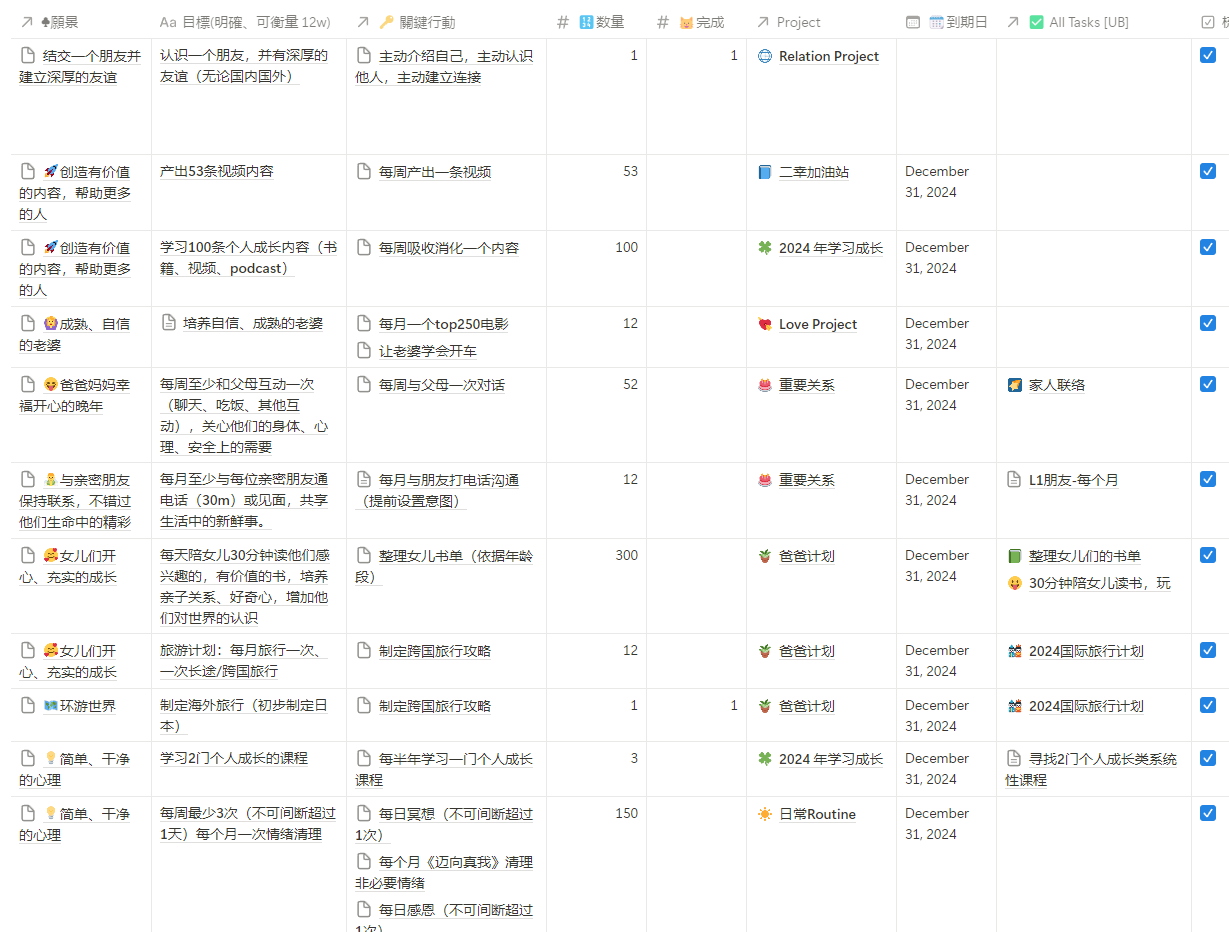 ♣願景 Aa 目標(明確、可衡量 12w) 🔑 關鍵行動 # 🔢數量 # 😸完成 Project 📅到期日 ✅ All Tasks [UB]
结交一个朋友并 认识一个朋友，并有深厚的 主动介绍自己，主动认识 1 1 Relation Project
建立深厚的友谊 友谊（无论国内国外） 他人，主动建立连接
🚀创造有价值 产出53条视频内容 每周产出一条视频 53 📘 二幸加油站 December
的内容，帮助更多 31, 2024
的人
🚀创造有价值 学习100条个人成长内容（书 每周吸收消化一个内容 100 🍀 2024 年学习成长 December
的内容，帮助更多 籍、视频、podcast） 31, 2024
的人
🙆‍♀️成熟、自信 培养自信、成熟的老婆 每月一个top250电影 12 💘 Love Project December
的老婆 让老婆学会开车 31, 2024
😝爸爸妈妈幸 每周至少和父母互动一次 每周与父母一次对话 52 重要关系 December 家人联络
福开心的晚年 （聊天、吃饭、其他互 31, 2024
动），关心他们的身体、心
理、安全上的需要
与亲密朋友 每月至少与每位亲密朋友通 每月与朋友打电话沟通 12 重要关系 December L1朋友-每个月
保持联系，不错过 电话（30m）或见面，共享 （提前设置意图） 31, 2024
他们生命中的精彩 生活中的新鲜事。
🥰女儿们开 每天陪女儿30分钟读他们感 整理女儿书单（依据年龄 300 🪴 爸爸计划 December 📗 整理女儿们的书单
心、充实的成长 兴趣的，有价值的书，培养 段） 31, 2024 😛 30分钟陪女儿读书，玩
亲子关系、好奇心，增加他
们对世界的认识
🥰女儿们开 旅游计划：每月旅行一次、 制定跨国旅行攻略 12 🪴 爸爸计划 December 🎎 2024国际旅行计划
心、充实的成长 一次长途/跨国旅行 31, 2024
🗺️环游世界 制定海外旅行（初步制定日 制定跨国旅行攻略 1 1 🪴 爸爸计划 December 🎎 2024国际旅行计划
本） 31, 2024
💡简单、干净 学习2门个人成长的课程 每半年学习一门个人成长 3 🍀 2024 年学习成长 December 寻找2门个人成长类系统
的心理 课程 31, 2024 性课程
💡简单、干净 每周最少3次（不可间断超过 每日冥想（不可间断超过 150 ☀️ 日常Routine December
的心理 1天）每个月一次情绪清理 1次） 31, 2024
每个月《迈向真我》清理
非必要情绪
每日感恩（不可间断超过
1次）